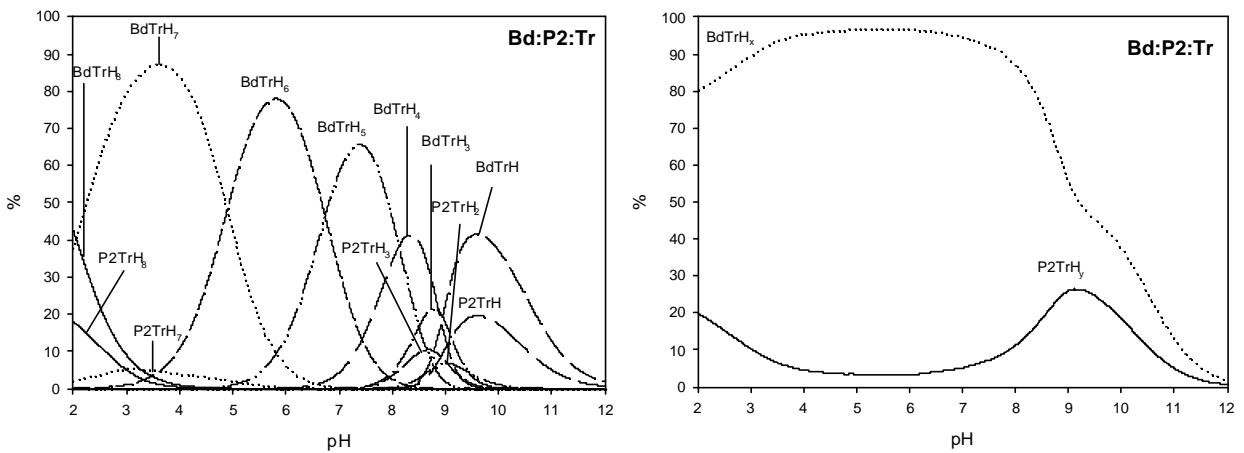 Bd:P2:Tr
BdTrH7
BdTrH8
BdTrH6
BdTrH5
BdTrH4
BdTrH3
BdTrH
P2TrH2
P2TrH3
P2TrH8
P2TrH7
P2TrH
%
100
90
80
70
60
50
40
30
20
10
0
2 3 4 5 6 7 8 9 10 11 12
pH
Bd:P2:Tr
BdTrHx
P2TrHy
%
100
90
80
70
60
50
40
30
20
10
0
2 3 4 5 6 7 8 9 10 11 12
pH